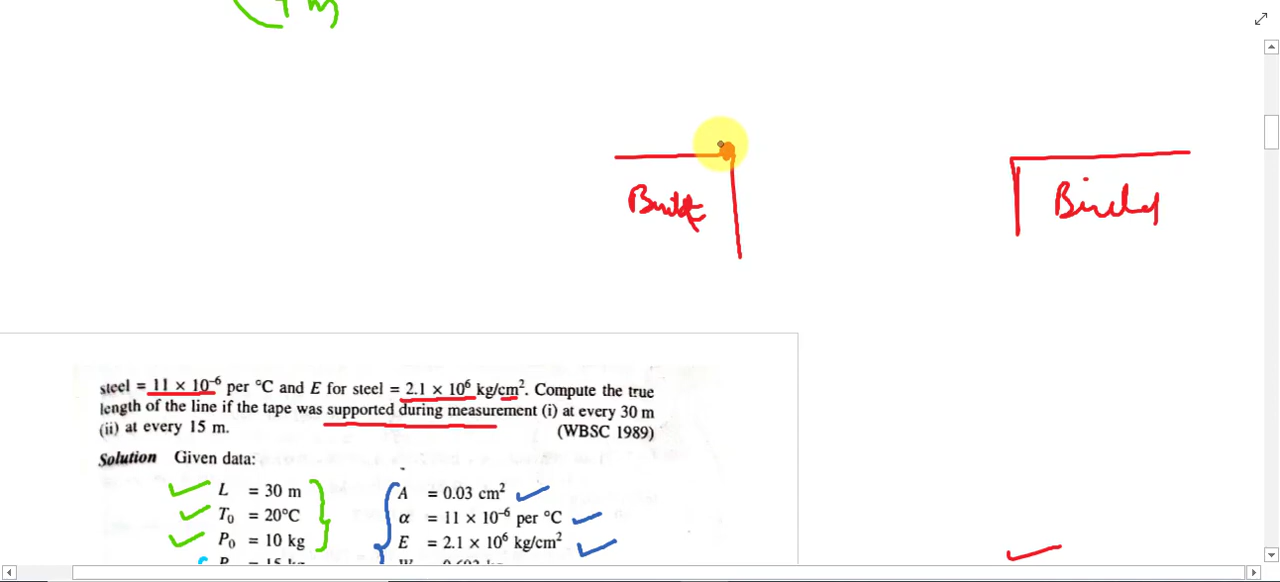 4 m
steel = 11 × 10⁻⁶ per °C and E for steel = 2.1 × 10⁶ kg/cm². Compute the true
length of the line if the tape was supported during measurement (i) at every 30 m
(ii) at every 15 m. (WBSC 1989)
Solution Given data:
L = 30 m A = 0.03 cm²
T₀ = 20°C α = 11 × 10⁻⁶ per °C
P₀ = 10 kg E = 2.1 × 10⁶ kg/cm²